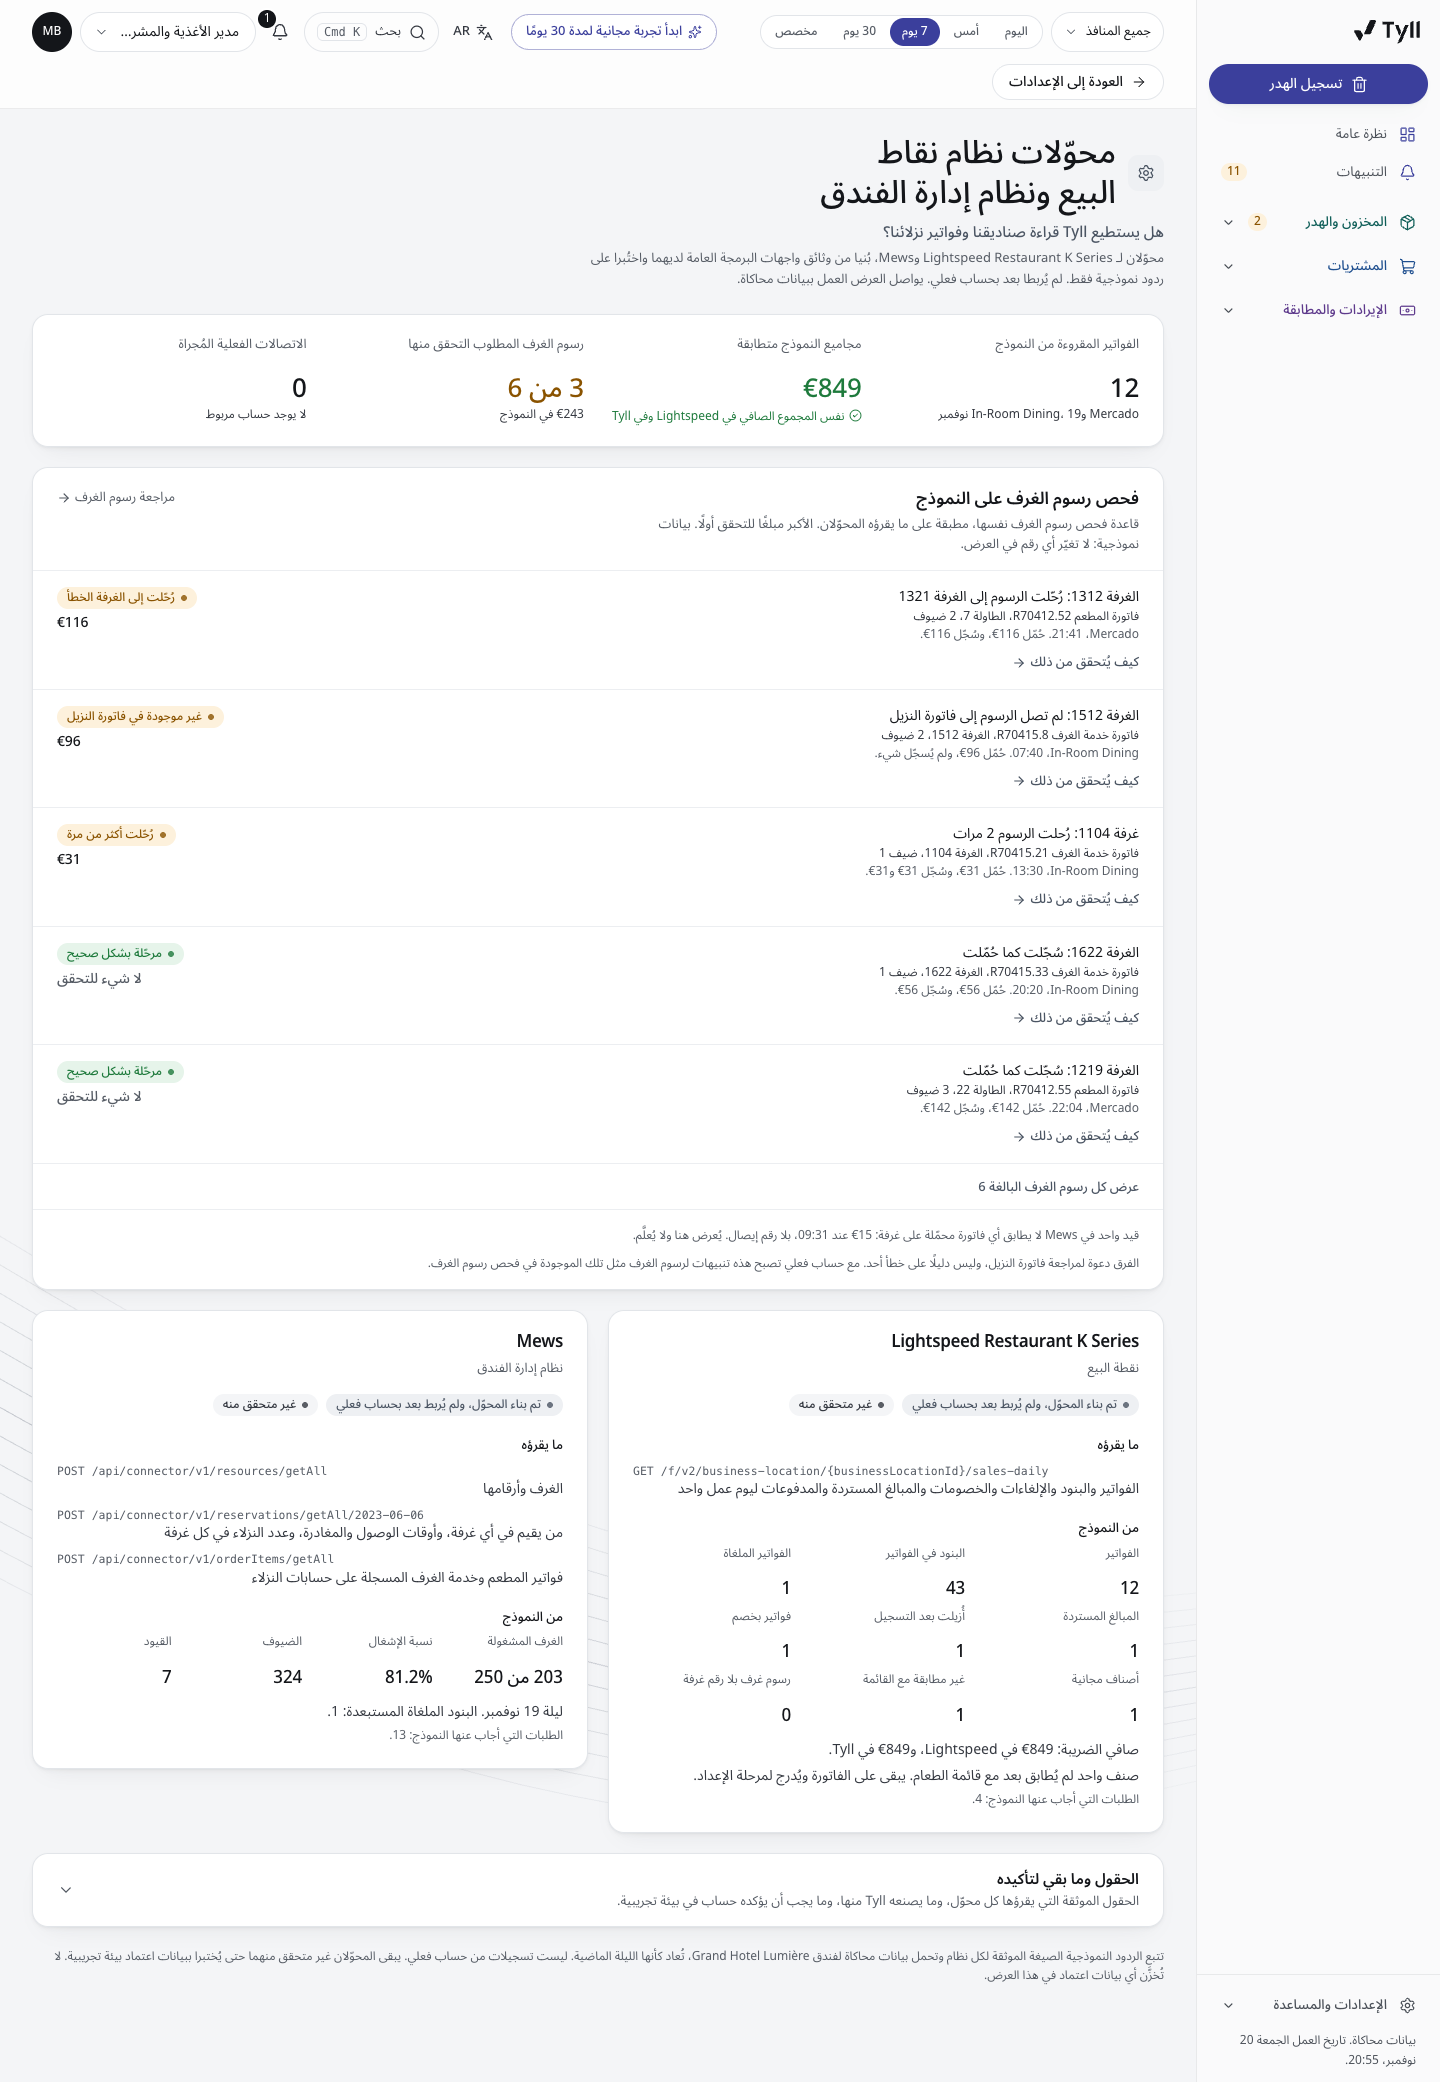 Tyll
تسجيل الهدر
نظرة عامة
التنبيهات 11
المخزون والهدر 2
المشتريات
الإيرادات والمطابقة
الإعدادات والمساعدة
بيانات محاكاة. تاريخ العمل الجمعة 20
نوفمبر، 20:55.
جميع المنافذ
اليوم أمس 7 يوم 30 يوم مخصص
ابدأ تجربة مجانية لمدة 30 يومًا
AR
بحث Cmd K
1
مدير الأغذية والمشر...
MB
العودة إلى الإعدادات
محوّلات نظام نقاط
البيع ونظام إدارة الفندق
هل يستطيع Tyll قراءة صناديقنا وفواتير نزلائنا؟
محوّلان لـ Lightspeed Restaurant K Series وMews، بُنيا من وثائق واجهات البرمجة العامة لديهما واختُبرا على
ردود نموذجية فقط. لم يُربطا بعد بحساب فعلي. يواصل العرض العمل ببيانات محاكاة.
الفواتير المقروءة من النموذج
12
Mercado وIn-Room Dining، 19 نوفمبر
مجاميع النموذج متطابقة
€849
نفس المجموع الصافي في Lightspeed وفي Tyll
رسوم الغرف المطلوب التحقق منها
3 من 6
€243 في النموذج
الاتصالات الفعلية المُجراة
0
لا يوجد حساب مربوط
فحص رسوم الغرف على النموذج
مراجعة رسوم الغرف
قاعدة فحص رسوم الغرف نفسها، مطبقة على ما يقرؤه المحوّلان. الأكبر مبلغًا للتحقق أولًا. بيانات
نموذجية: لا تغيّر أي رقم في العرض.
الغرفة 1312: رُحّلت الرسوم إلى الغرفة 1321
رُحّلت إلى الغرفة الخطأ
فاتورة المطعم R70412.52، الطاولة 7، 2 ضيوف
€116
Mercado، 21:41. حُمّل €116، وسُجّل €116.
كيف يُتحقق من ذلك
الغرفة 1512: لم تصل الرسوم إلى فاتورة النزيل
غير موجودة في فاتورة النزيل
فاتورة خدمة الغرف R70415.8، الغرفة 1512، 2 ضيوف
€96
In-Room Dining، 07:40. حُمّل €96، ولم يُسجّل شيء.
كيف يُتحقق من ذلك
غرفة 1104: رُحلت الرسوم 2 مرات
رُحّلت أكثر من مرة
فاتورة خدمة الغرف R70415.21، الغرفة 1104، ضيف 1
€31
In-Room Dining، 13:30. حُمّل €31، وسُجّل €31 و€31.
كيف يُتحقق من ذلك
الغرفة 1622: سُجّلت كما حُمّلت
مرحّلة بشكل صحيح
فاتورة خدمة الغرف R70415.33، الغرفة 1622، ضيف 1
لا شيء للتحقق
In-Room Dining، 20:20. حُمّل €56، وسُجّل €56.
كيف يُتحقق من ذلك
الغرفة 1219: سُجّلت كما حُمّلت
مرحّلة بشكل صحيح
فاتورة المطعم R70412.55، الطاولة 22، 3 ضيوف
لا شيء للتحقق
Mercado، 22:04. حُمّل €142، وسُجّل €142.
كيف يُتحقق من ذلك
عرض كل رسوم الغرف البالغة 6
قيد واحد في Mews لا يطابق أي فاتورة محمّلة على غرفة: €15 عند 09:31، بلا رقم إيصال. يُعرض هنا ولا يُعلَّم.
الفرق دعوة لمراجعة فاتورة النزيل، وليس دليلًا على خطأ أحد. مع حساب فعلي تصبح هذه تنبيهات لرسوم الغرف مثل تلك الموجودة في فحص رسوم الغرف.
Lightspeed Restaurant K Series
نقطة البيع
تم بناء المحوّل، ولم يُربط بعد بحساب فعلي
غير متحقق منه
ما يقرؤه
GET /f/v2/business-location/{businessLocationId}/sales-daily
الفواتير والبنود والإلغاءات والخصومات والمبالغ المستردة والمدفوعات ليوم عمل واحد
من النموذج
الفواتير البنود في الفواتير الفواتير الملغاة
12 43 1
المبالغ المستردة أُزيلت بعد التسجيل فواتير بخصم
1 1 1
أصناف مجانية غير مطابقة مع القائمة رسوم غرف بلا رقم غرفة
1 1 0
صافي الضريبة: €849 في Lightspeed، و€849 في Tyll.
صنف واحد لم يُطابق بعد مع قائمة الطعام. يبقى على الفاتورة ويُدرج لمرحلة الإعداد.
الطلبات التي أجاب عنها النموذج: 4.
Mews
نظام إدارة الفندق
تم بناء المحوّل، ولم يُربط بعد بحساب فعلي
غير متحقق منه
ما يقرؤه
POST /api/connector/v1/resources/getAll
الغرف وأرقامها
POST /api/connector/v1/reservations/getAll/2023-06-06
من يقيم في أي غرفة، وأوقات الوصول والمغادرة، وعدد النزلاء في كل غرفة
POST /api/connector/v1/orderItems/getAll
فواتير المطعم وخدمة الغرف المسجلة على حسابات النزلاء
من النموذج
الغرف المشغولة نسبة الإشغال الضيوف القيود
203 من 250 81.2% 324 7
ليلة 19 نوفمبر. البنود الملغاة المستبعدة: 1.
الطلبات التي أجاب عنها النموذج: 13.
الحقول وما بقي لتأكيده
الحقول الموثقة التي يقرؤها كل محوّل، وما يصنعه Tyll منها، وما يجب أن يؤكده حساب في بيئة تجريبية.
تتبع الردود النموذجية الصيغة الموثقة لكل نظام وتحمل بيانات محاكاة لفندق Grand Hotel Lumière، تُعاد كأنها الليلة الماضية. ليست تسجيلات من حساب فعلي. يبقى المحوّلان غير متحقق منهما حتى يُختبرا ببيانات اعتماد بيئة تجريبية. لا
تُخزَّن أي بيانات اعتماد في هذا العرض.